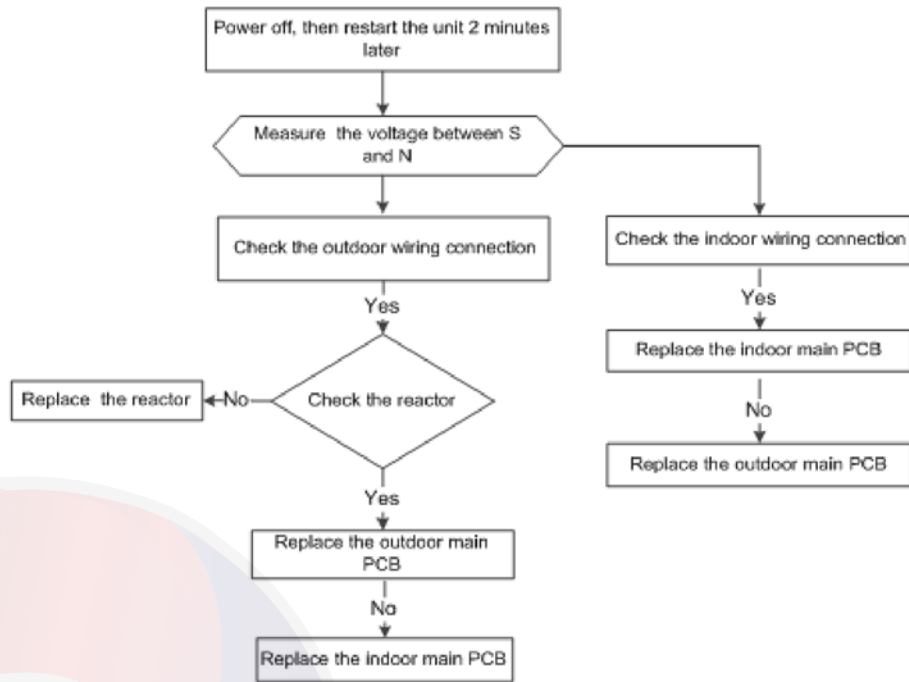 Power off, then restart the unit 2 minutes
later
Measure the voltage between S
and N
Check the outdoor wiring connection
Check the indoor wiring connection
Yes
Yes
Replace the indoor main PCB
Replace the reactor
No
Check the reactor
No
Replace the outdoor main PCB
Yes
Replace the outdoor main
PCB
No
Replace the indoor main PCB